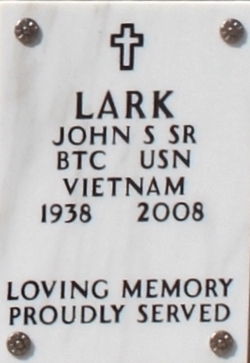 LARK
JOHN S SR
BTC USN
VIETNAM
1938 2008
LOVING MEMORY
PROUDLY SERVED